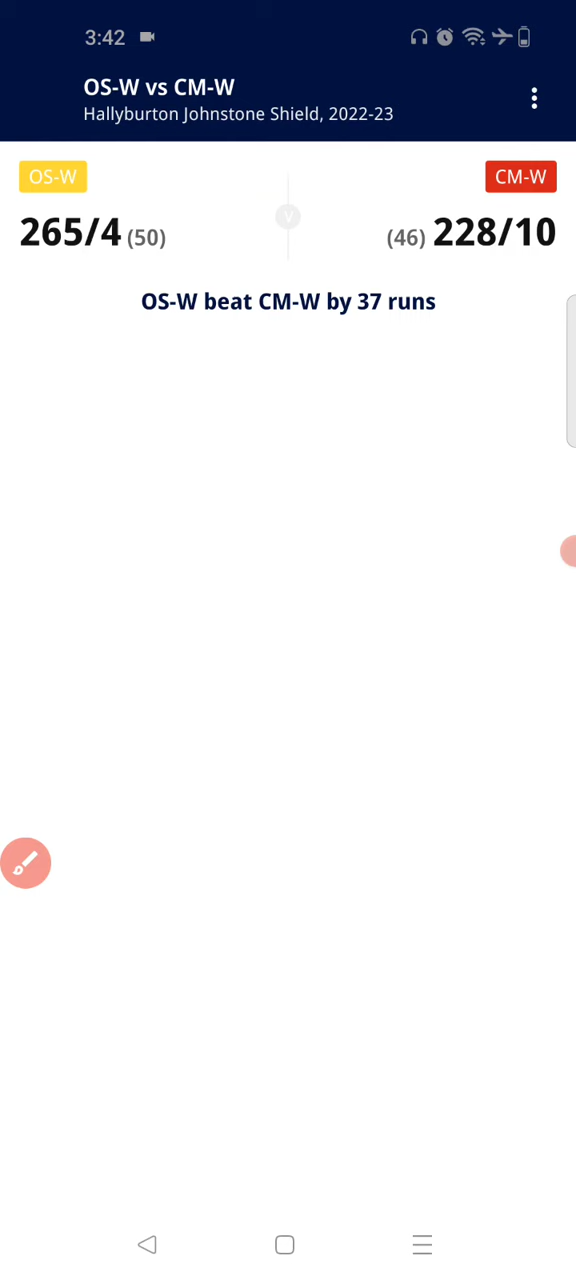 3:42
OS-W vs CM-W
Hallyburton Johnstone Shield, 2022-23
OS-W
CM-W
V
265/4 (50)
(46) 228/10
OS-W beat CM-W by 37 runs